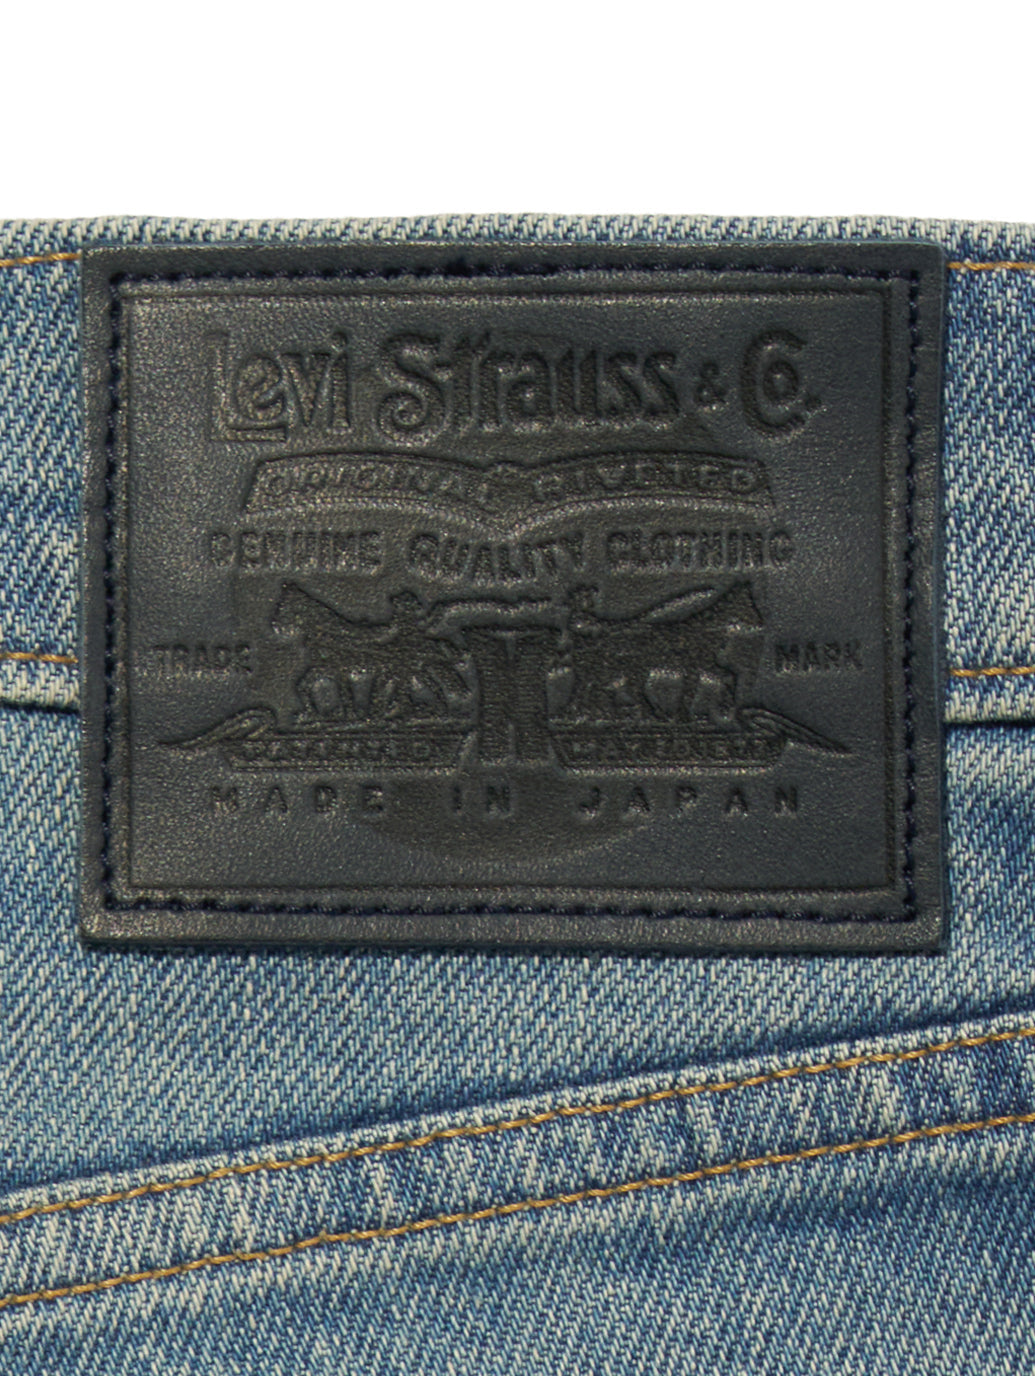 Levi Strauss & Co.
ORIGINAL RIVETED
GENUINE QUALITY CLOTHING
TRADE MARK
MADE IN JAPAN